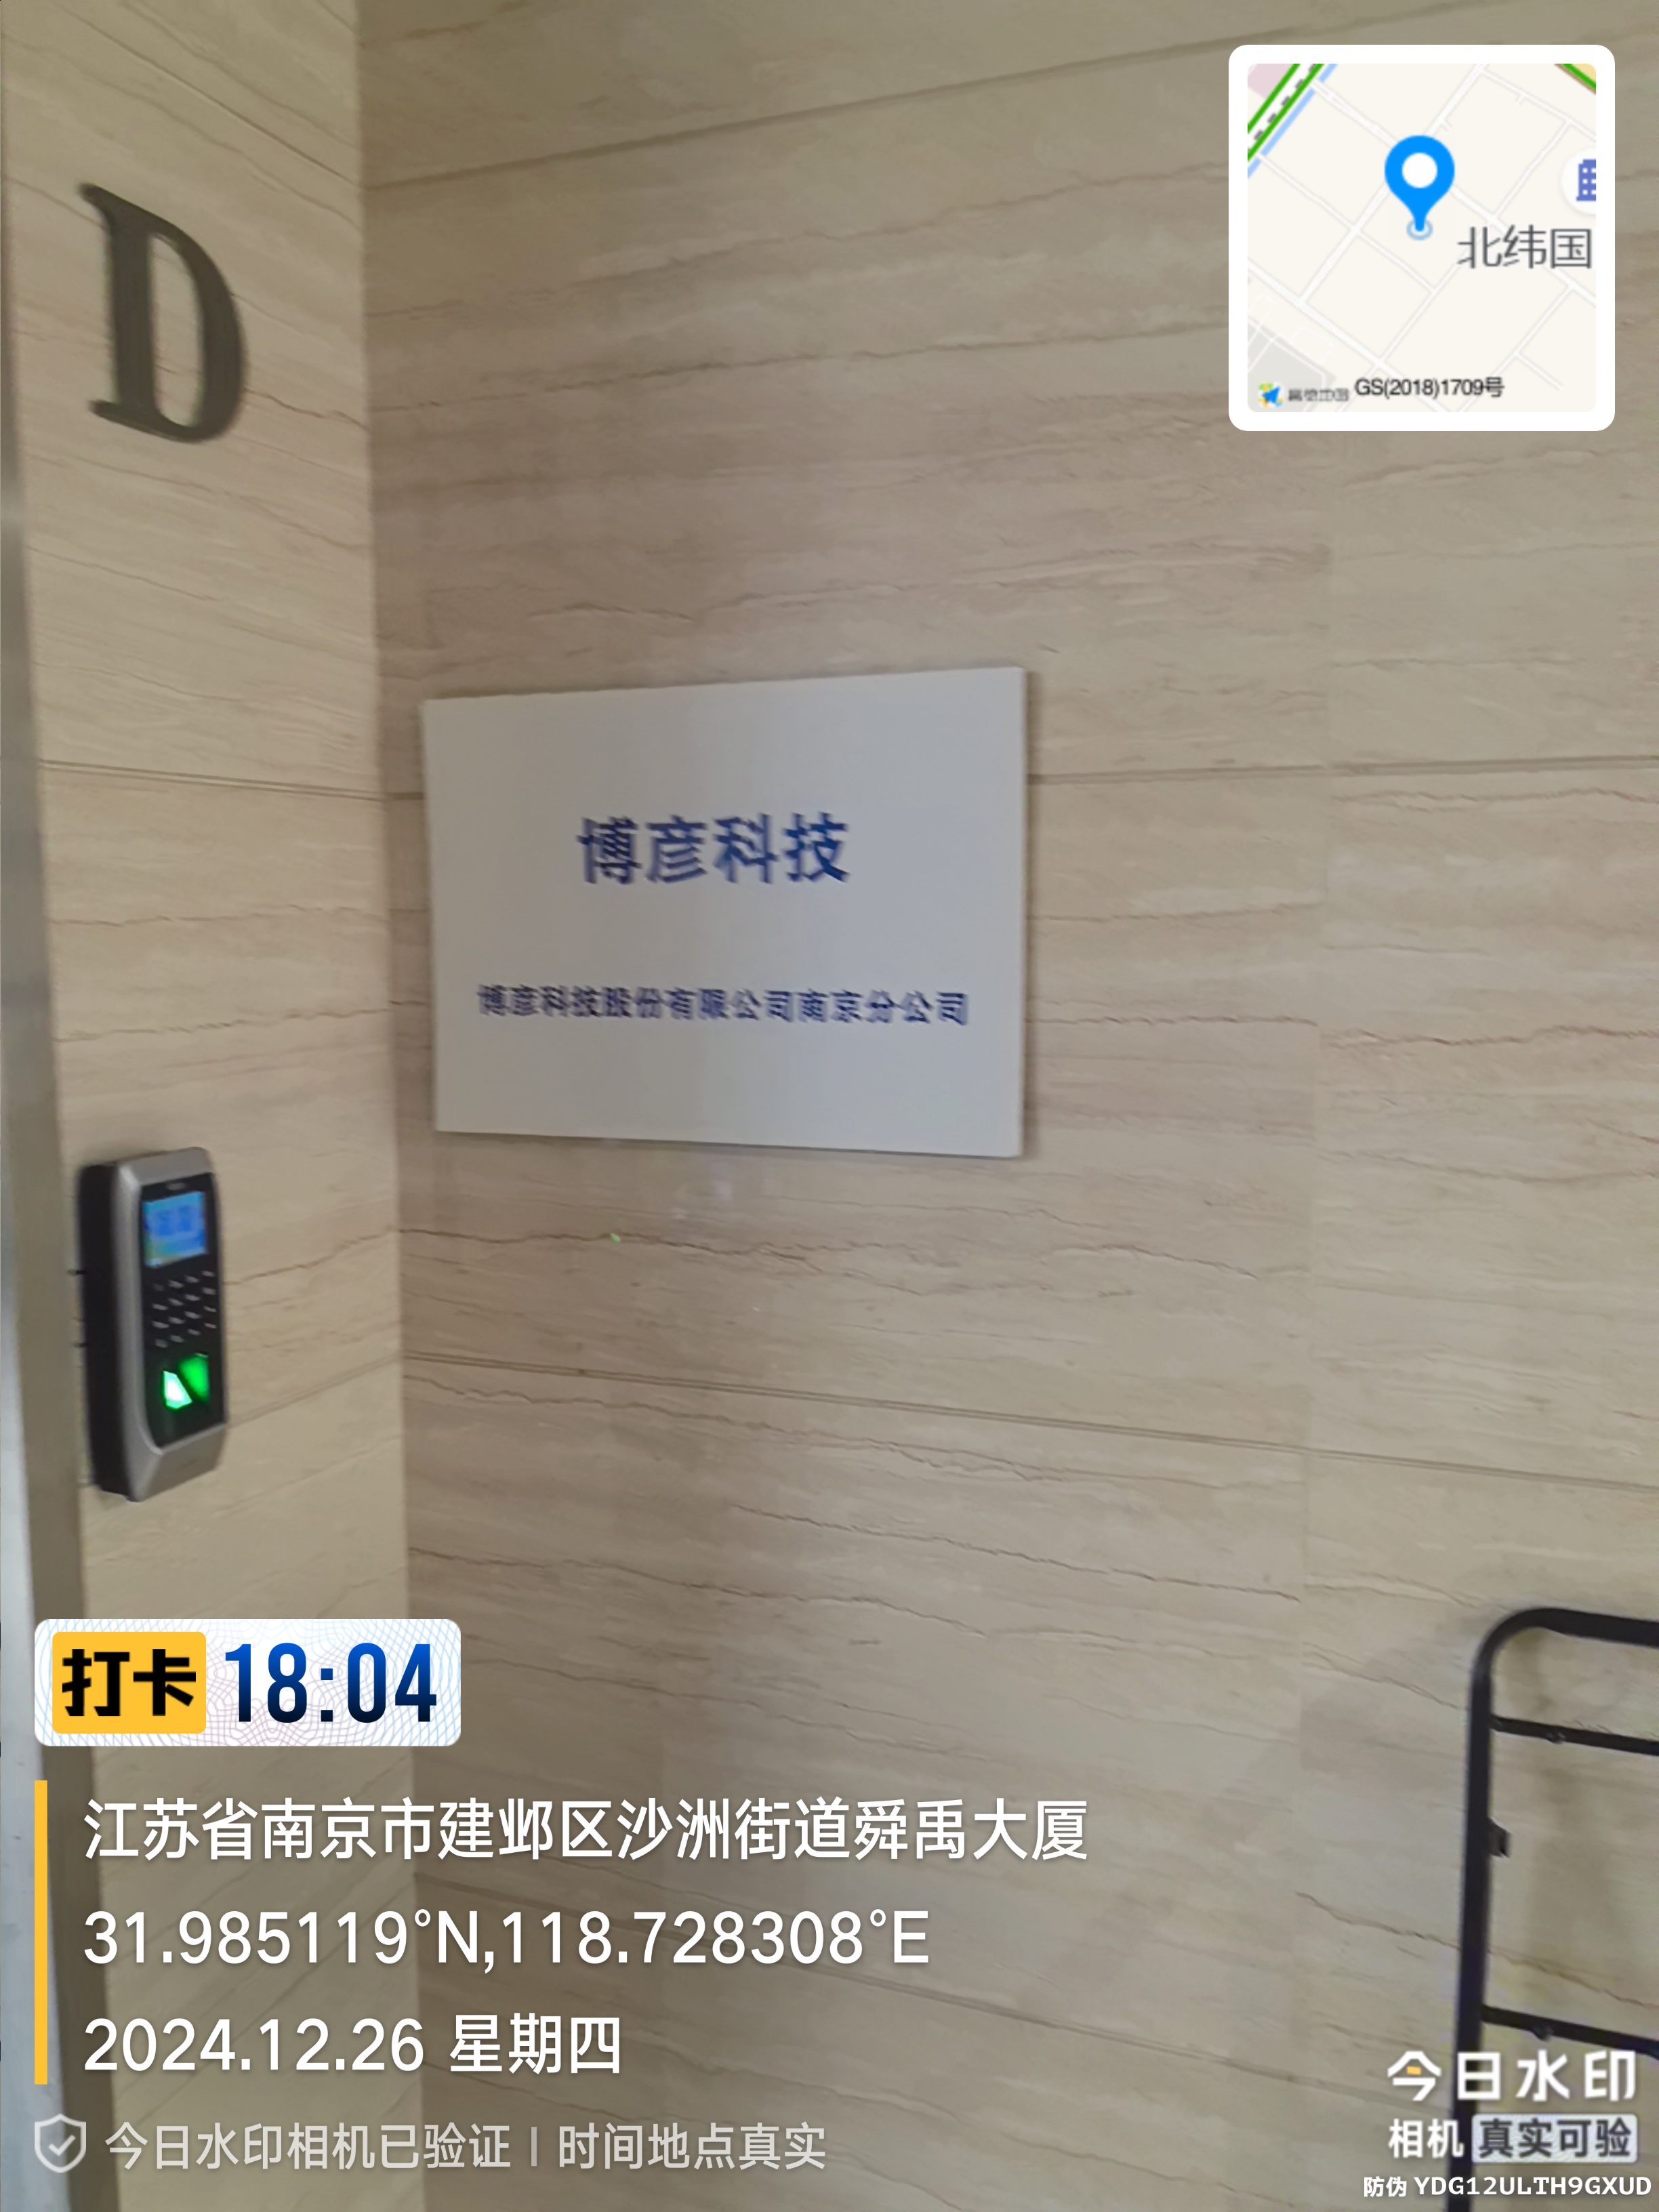 北纬国
GS(2018)1709号
D
博彦科技
博彦科技股份有限公司南京分公司
打卡 18:04
江苏省南京市建邺区沙洲街道舜禹大厦
31.985119°N,118.728308°E
2024.12.26 星期四
今日水印相机已验证 | 时间地点真实
今日水印
相机 真实可验
防伪 YDG12ULTH9GXUD